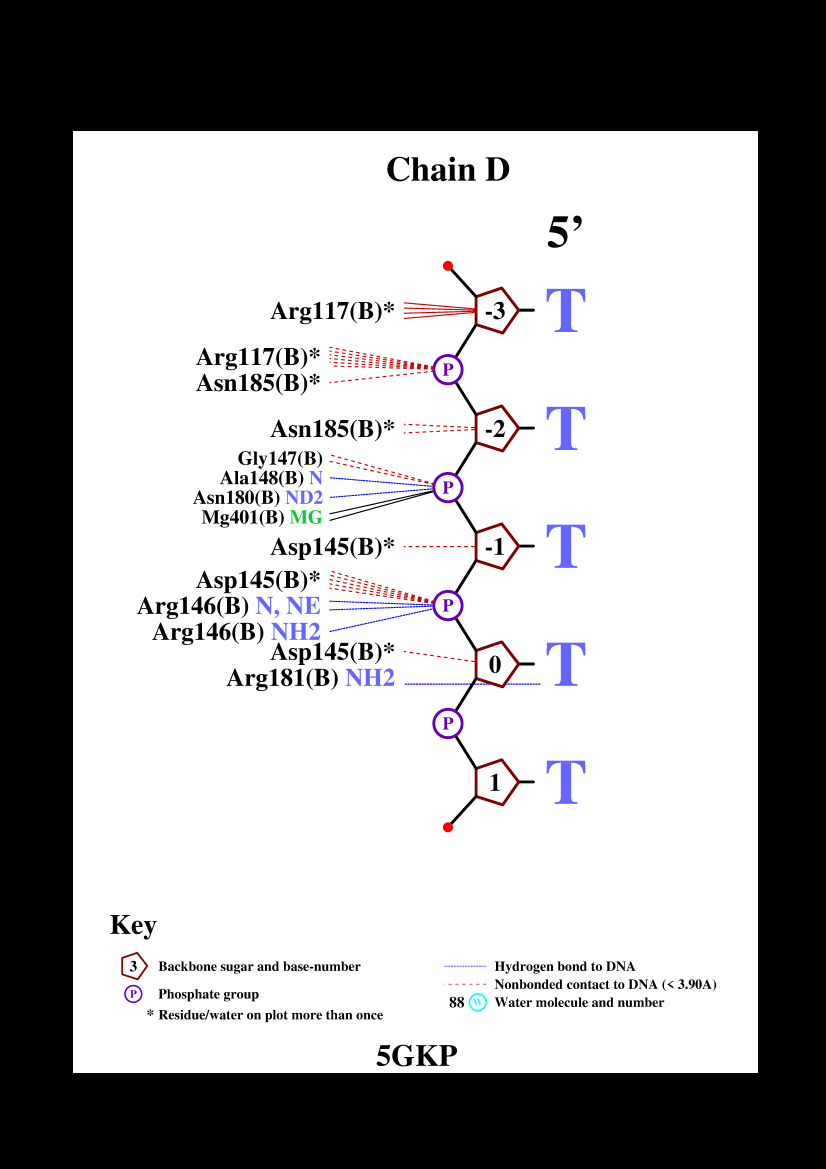 Chain D
5’
Arg117(B)* -3 T
Arg117(B)*
P
Asn185(B)*
Asn185(B)* -2 T
Gly147(B)
Ala148(B) N
P
Asn180(B) ND2
Mg401(B) MG
Asp145(B)* -1 T
Asp145(B)*
Arg146(B) N, NE P
Arg146(B) NH2
Asp145(B)* 0 T
Arg181(B) NH2
P
1 T
Key
3 Backbone sugar and base-number
P Phosphate group
* Residue/water on plot more than once
Hydrogen bond to DNA
Nonbonded contact to DNA (< 3.90A)
88 W Water molecule and number
5GKP